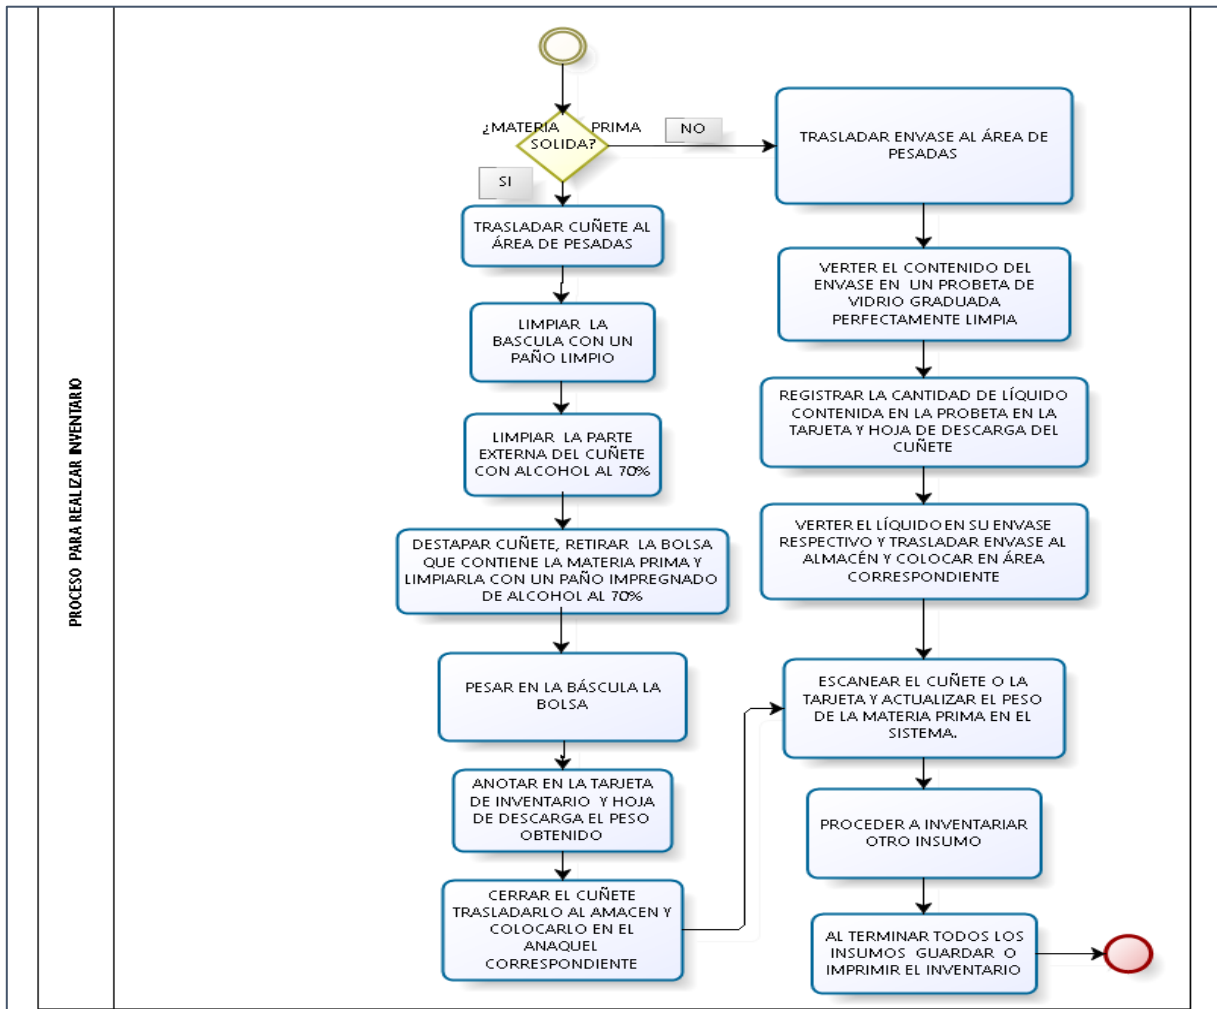 PROCESO PARA REALIZAR INVENTARIO
¿MATERIA PRIMA
SOLIDA?
NO
SI
TRASLADAR CUÑETE AL
ÁREA DE PESADAS
LIMPIAR LA
BASCULA CON UN
PAÑO LIMPIO
LIMPIAR LA PARTE
EXTERNA DEL CUÑETE
CON ALCOHOL AL 70%
DESTAPAR CUÑETE, RETIRAR LA BOLSA
QUE CONTIENE LA MATERIA PRIMA Y
LIMPIARLA CON UN PAÑO IMPREGNADO
DE ALCOHOL AL 70%
PESAR EN LA BÁSCULA LA
BOLSA
ANOTAR EN LA TARJETA
DE INVENTARIO Y HOJA
DE DESCARGA EL PESO
OBTENIDO
CERRAR EL CUÑETE
TRASLADARLO AL AMACEN Y
COLOCARLO EN EL
ANAQUEL
CORRESPONDIENTE
TRASLADAR ENVASE AL ÁREA DE
PESADAS
VERTER EL CONTENIDO DEL
ENVASE EN UN PROBETA DE
VIDRIO GRADUADA
PERFECTAMENTE LIMPIA
REGISTRAR LA CANTIDAD DE LÍQUIDO
CONTENIDA EN LA PROBETA EN LA
TARJETA Y HOJA DE DESCARGA DEL
CUÑETE
VERTER EL LÍQUIDO EN SU ENVASE
RESPECTIVO Y TRASLADAR ENVASE AL
ALMACÉN Y COLOCAR EN ÁREA
CORRESPONDIENTE
ESCANEAR EL CUÑETE O LA
TARJETA Y ACTUALIZAR EL PESO
DE LA MATERIA PRIMA EN EL
SISTEMA.
PROCEDER A INVENTARIAR
OTRO INSUMO
AL TERMINAR TODOS LOS
INSUMOS GUARDAR O
IMPRIMIR EL INVENTARIO